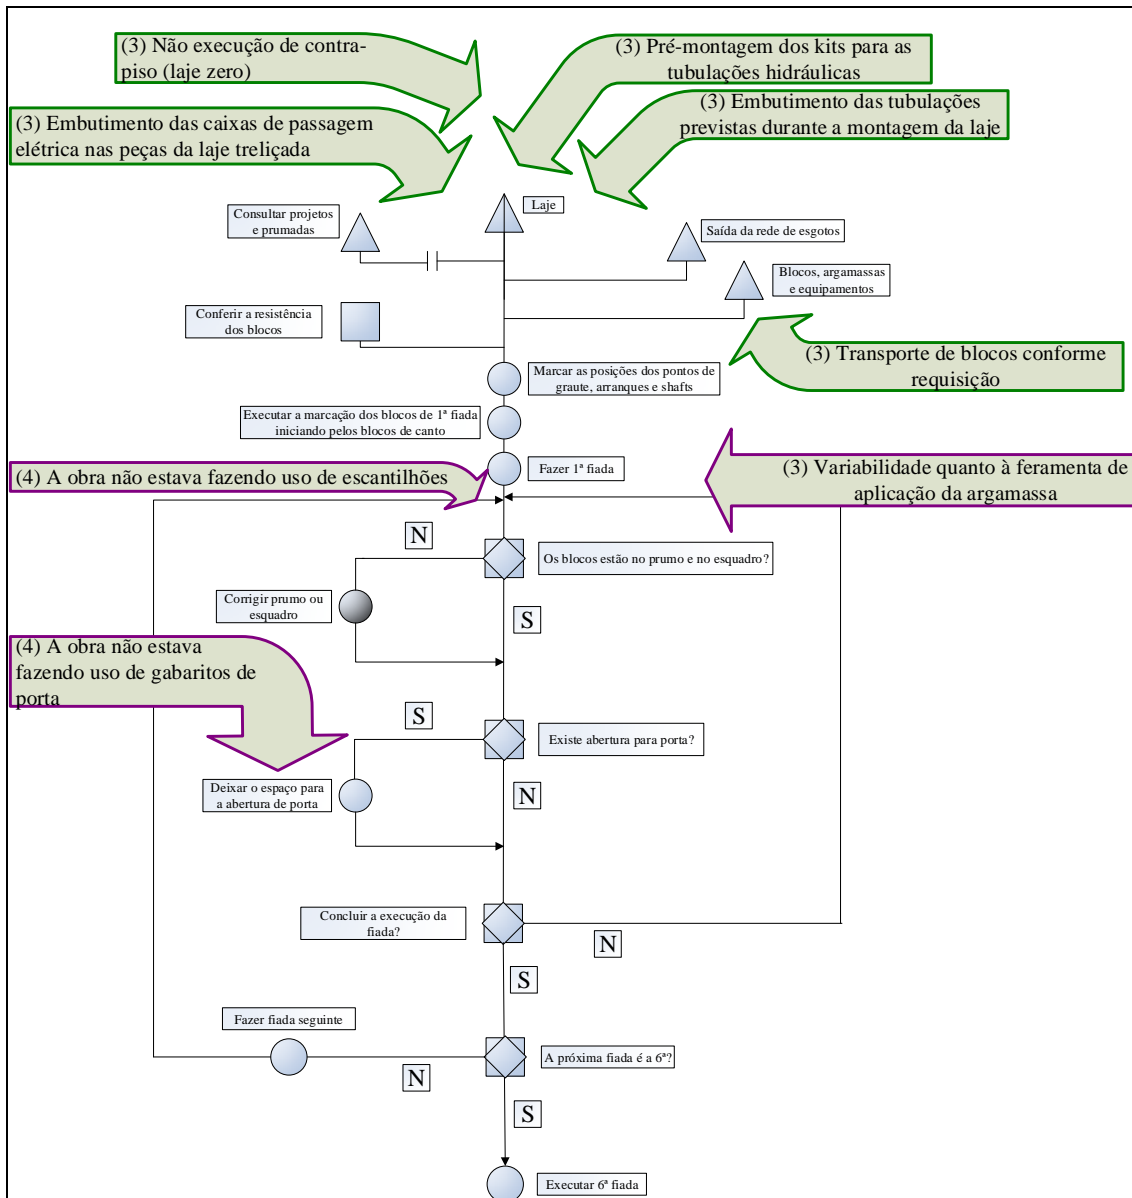 (3) Não execução de contra-
piso (laje zero)
(3) Pré-montagem dos kits para as
tubulações hidráulicas
(3) Embutimento das caixas de passagem
elétrica nas peças da laje treliçada
(3) Embutimento das tubulações
previstas durante a montagem da laje
Consultar projetos
e prumadas
Laje
Saída da rede de esgotos
Blocos, argamassas
e equipamentos
Conferir a resistência
dos blocos
(3) Transporte de blocos conforme
requisição
Marcar as posições dos pontos de
graute, arranques e shafts
Executar a marcação dos blocos de 1ª fiada
iniciando pelos blocos de canto
(4) A obra não estava fazendo uso de escantilhões
Fazer 1ª fiada
(3) Variabilidade quanto à feramenta de
aplicação da argamassa
N
Os blocos estão no prumo e no esquadro?
Corrigir prumo ou
esquadro
S
(4) A obra não estava
fazendo uso de gabaritos de
porta
S
Existe abertura para porta?
Deixar o espaço para
a abertura de porta
N
Concluir a execução da
fiada?
N
S
Fazer fiada seguinte
A próxima fiada é a 6ª?
N
S
Executar 6ª fiada